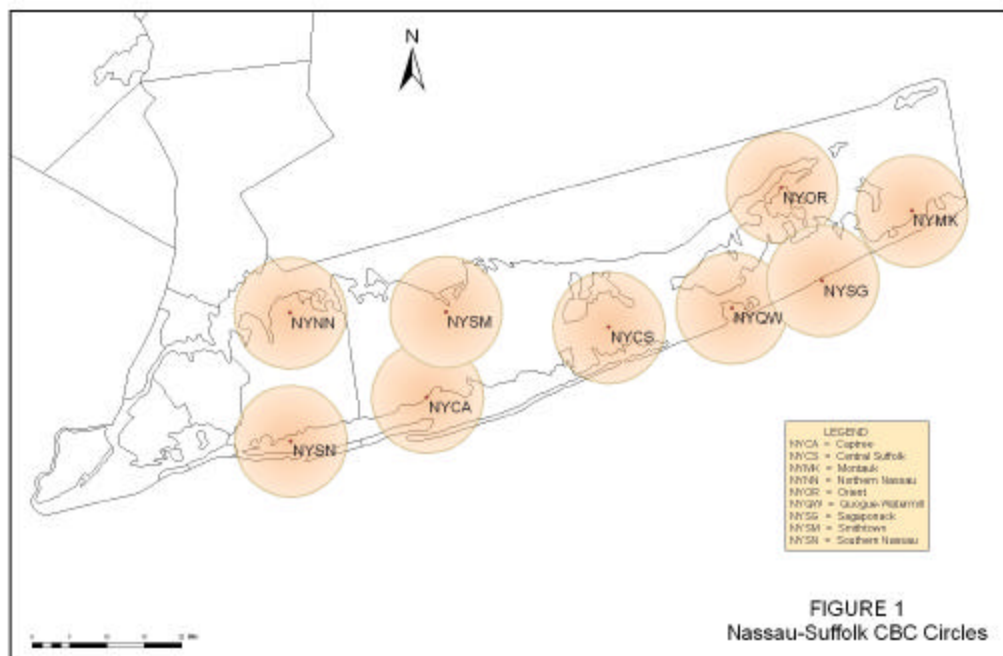 N
NYOR
NYMK
NYSG
NYNN
NYSM
NYQW
NYCS
NYCA
NYSN
LEGEND
NYCA = Captree
NYCS = Central Suffolk
NYMK = Montauk
NYNN = Northern Nassau
NYOR = Orient
NYQW = Quogue-Watermill
NYSG = Sagaponack
NYSM = Smithtown
NYSN = Southern Nassau
FIGURE 1
Nassau-Suffolk CBC Circles